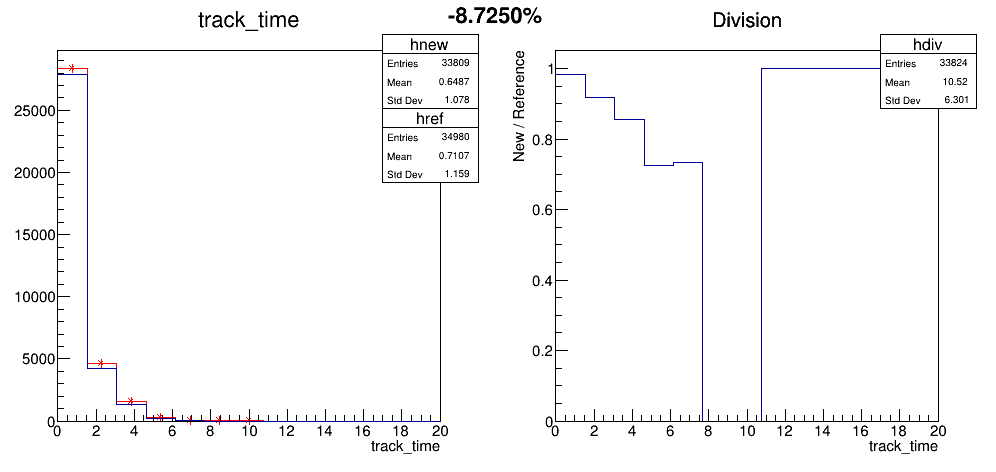 -8.7250%
track_time
hnew
Entries 33809
Mean 0.6487
Std Dev 1.078
href
Entries 34980
Mean 0.7107
Std Dev 1.159
25000
20000
15000
10000
5000
0
0 2 4 6 8 10 12 14 16 18 20
track_time
Division
hdiv
Entries 33824
Mean 10.52
Std Dev 6.301
New / Reference
1
0.8
0.6
0.4
0.2
0
0 2 4 6 8 10 12 14 16 18 20
track_time